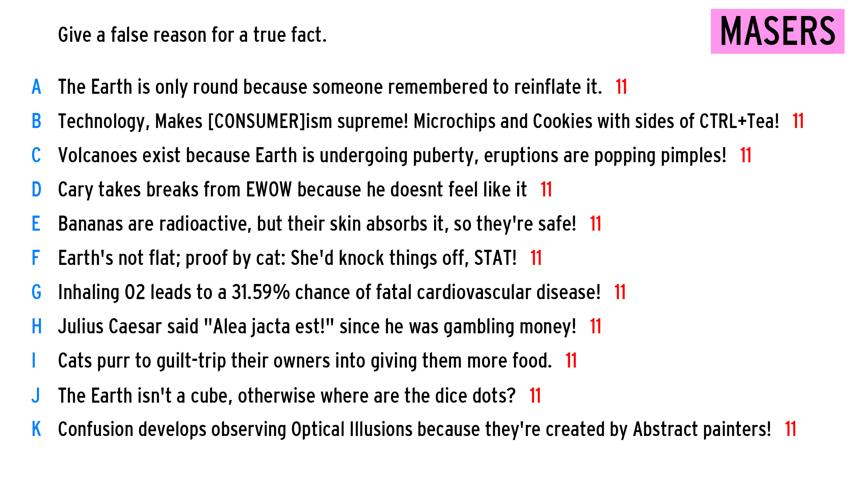 Give a false reason for a true fact.
MASERS
A The Earth is only round because someone remembered to reinflate it. 11
B Technology, Makes [CONSUMER]ism supreme! Microchips and Cookies with sides of CTRL+Tea! 11
C Volcanoes exist because Earth is undergoing puberty, eruptions are popping pimples! 11
D Cary takes breaks from EWOW because he doesnt feel like it 11
E Bananas are radioactive, but their skin absorbs it, so they're safe! 11
F Earth's not flat; proof by cat: She'd knock things off, STAT! 11
G Inhaling O2 leads to a 31.59% chance of fatal cardiovascular disease! 11
H Julius Caesar said "Alea jacta est!" since he was gambling money! 11
I Cats purr to guilt-trip their owners into giving them more food. 11
J The Earth isn't a cube, otherwise where are the dice dots? 11
K Confusion develops observing Optical Illusions because they're created by Abstract painters! 11